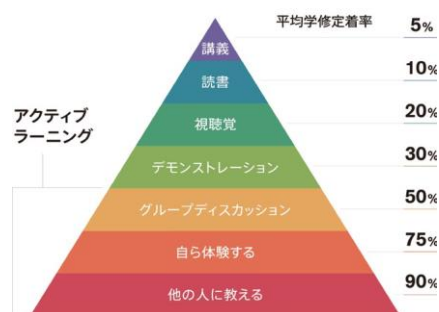 平均学修定着率
講義
5%
読書
10%
視聴覚
20%
アクティブ
ラーニング
デモンストレーション
30%
グループディスカッション
50%
自ら体験する
75%
他の人に教える
90%